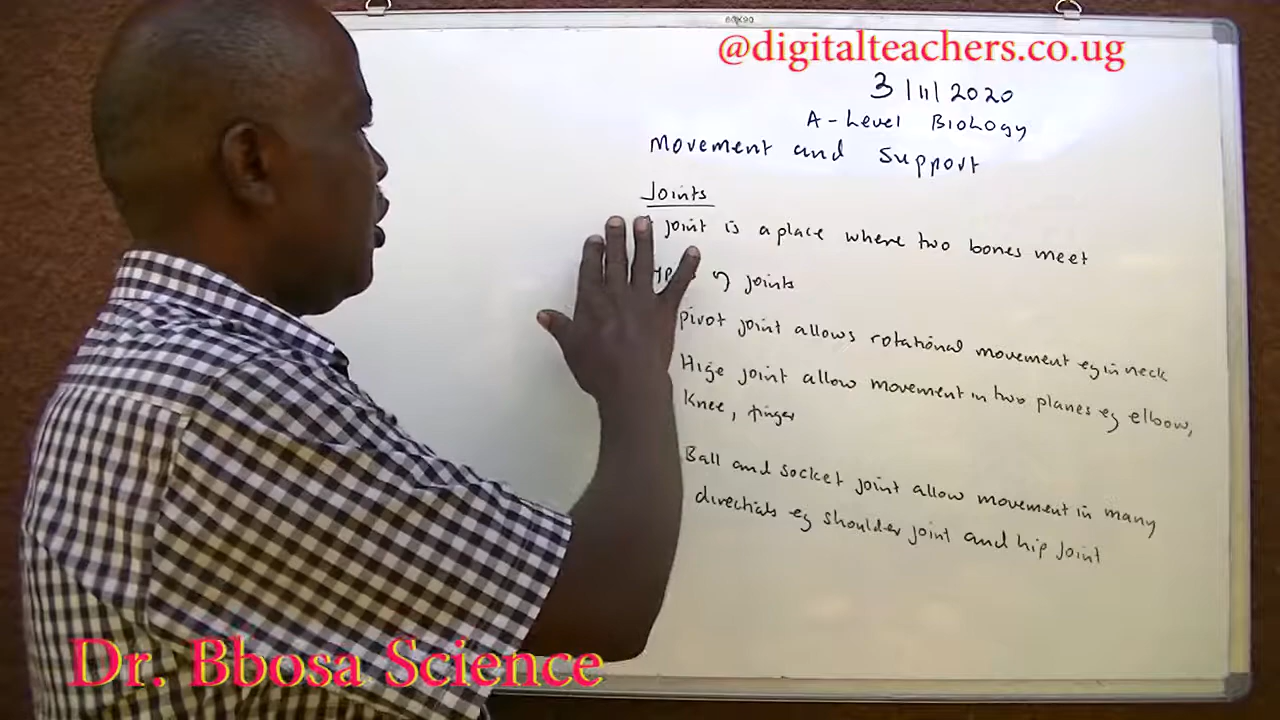 @digitalteachers.co.ug
3/11/2020
A-Level Biology
Movement and Support
Joints
joint is a place where two bones meet
of joints
pivot joint allows rotational movement eg in neck
Hige joint allow movement in two planes eg elbow,
Knee, finger
Ball and socket joint allow movement in many
directials eg shoulder joint and hip joint
Dr. Bbosa Science